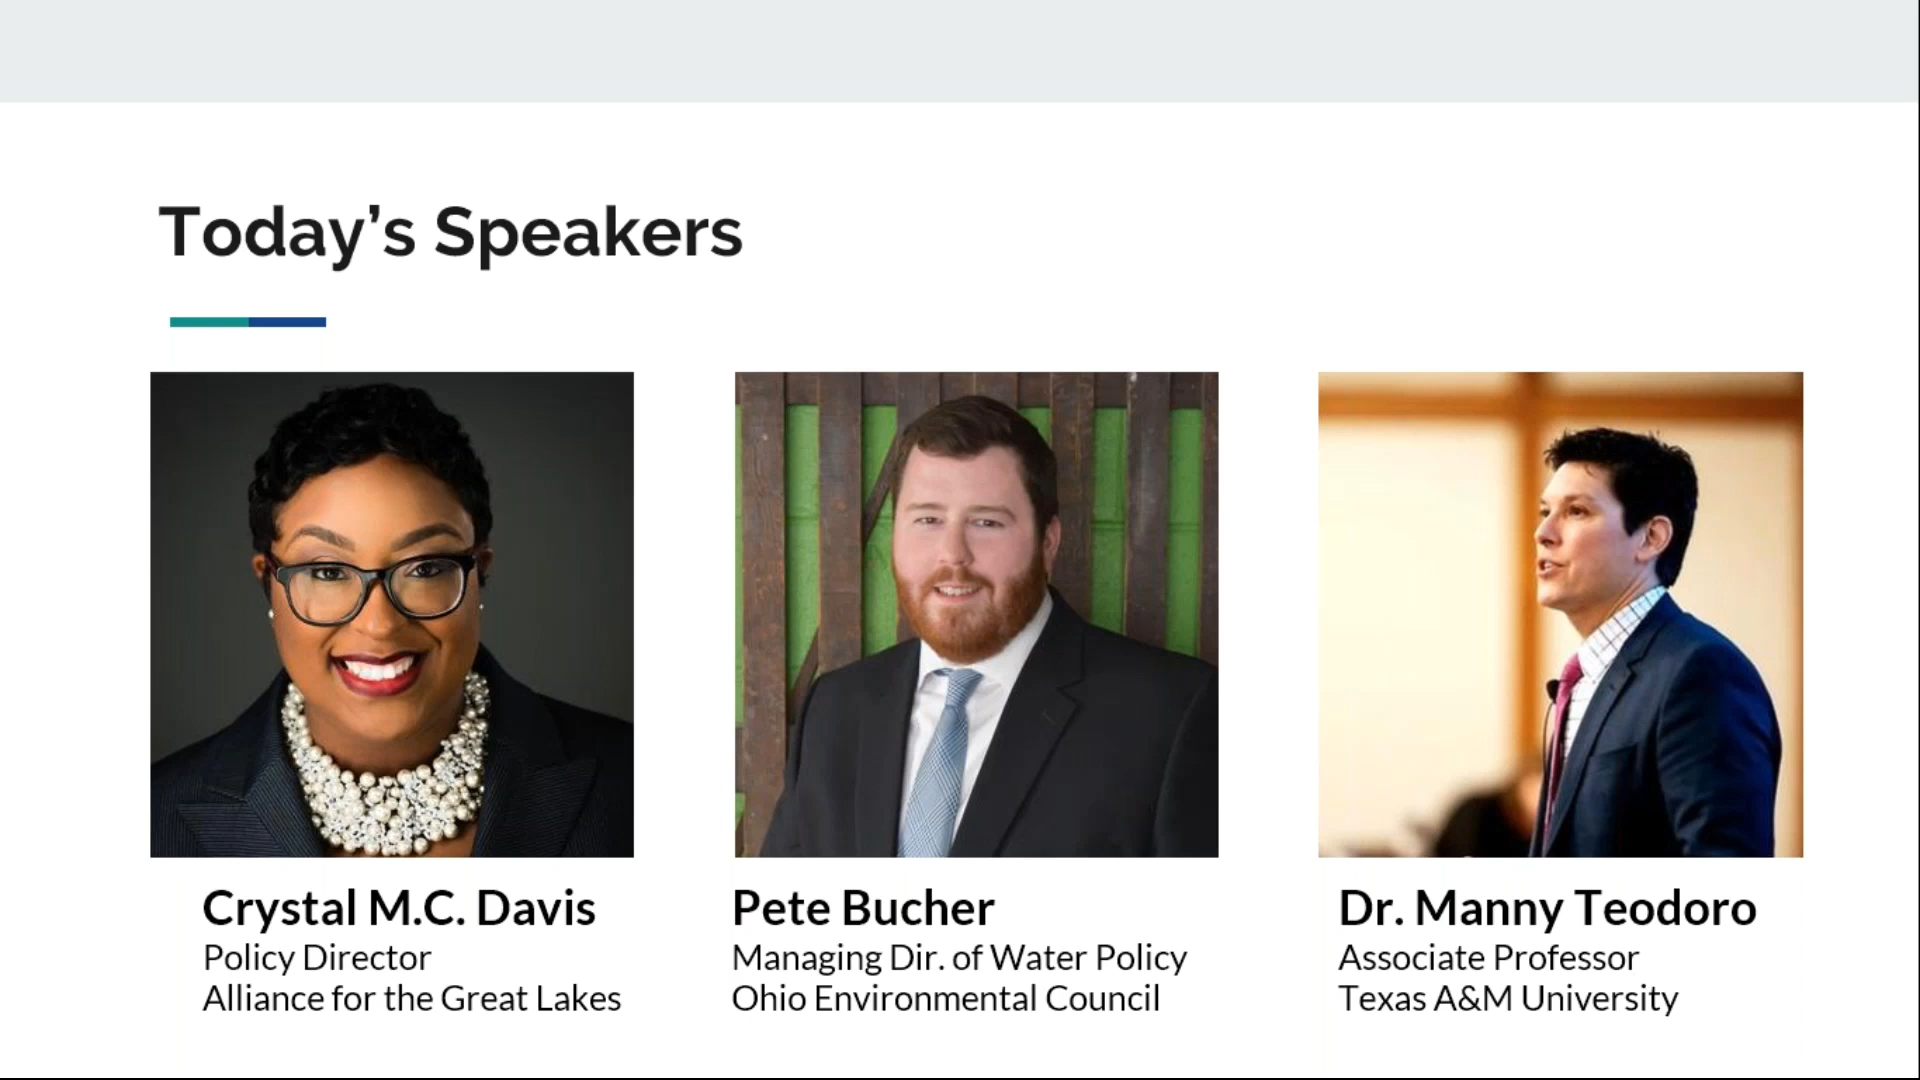 Today’s Speakers
Crystal M.C. Davis
Policy Director
Alliance for the Great Lakes
Pete Bucher
Managing Dir. of Water Policy
Ohio Environmental Council
Dr. Manny Teodoro
Associate Professor
Texas A&M University